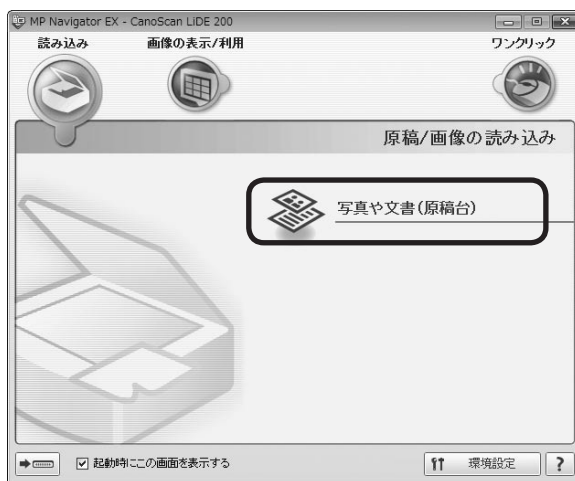 MP Navigator EX - CanoScan LiDE 200
読み込み
画像の表示/利用
ワンクリック
原稿/画像の読み込み
写真や文書(原稿台)
起動時にこの画面を表示する
環境設定
?